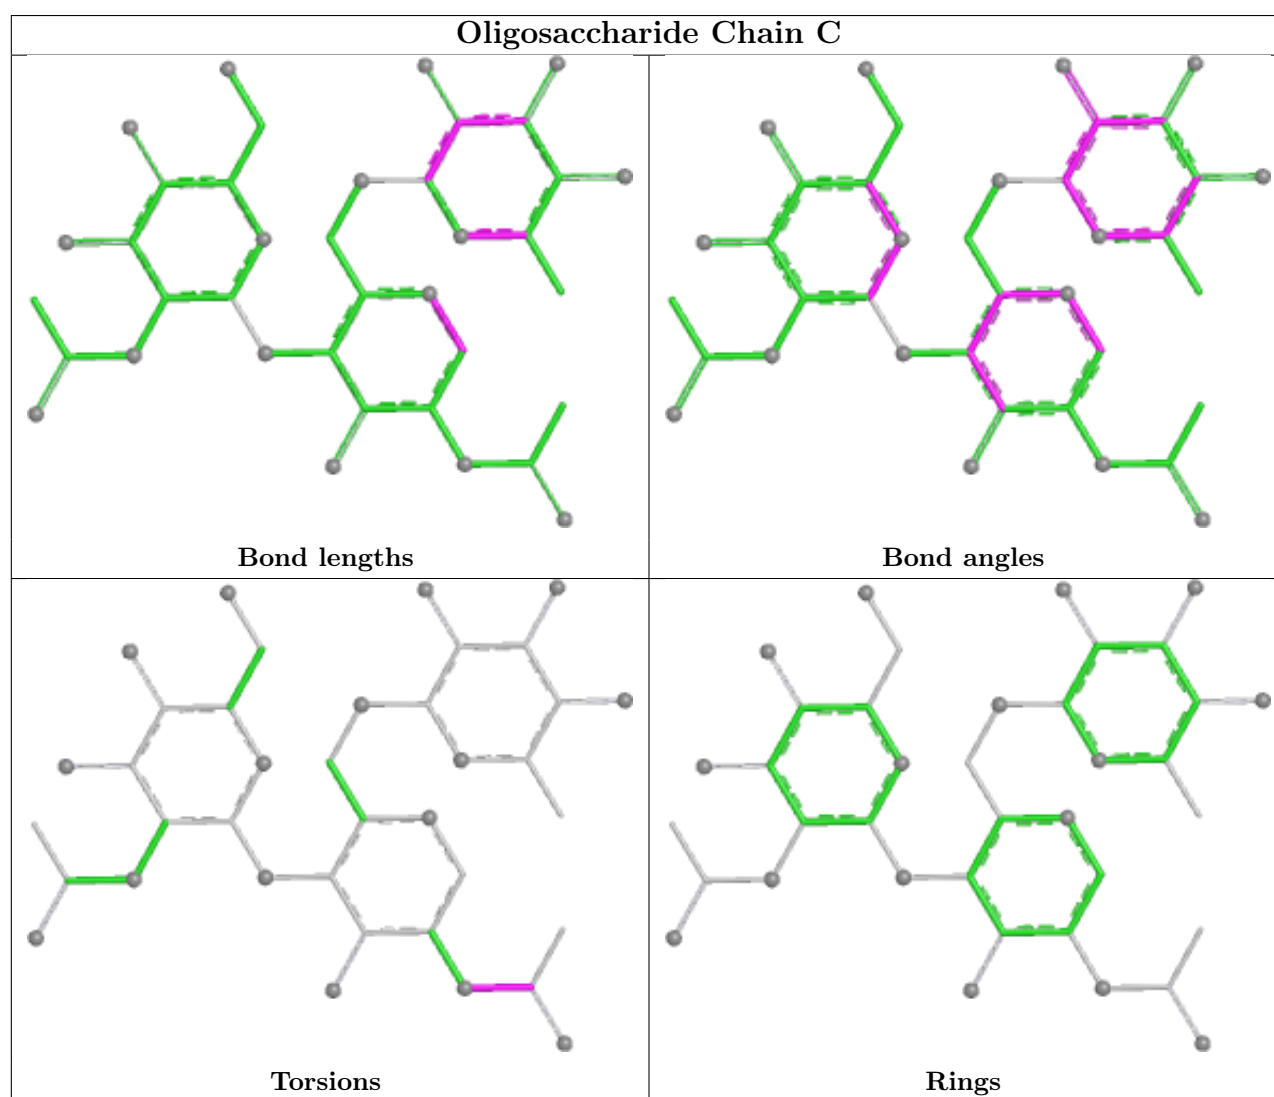 Oligosaccharide Chain C
Bond lengths
Bond angles
Torsions
Rings